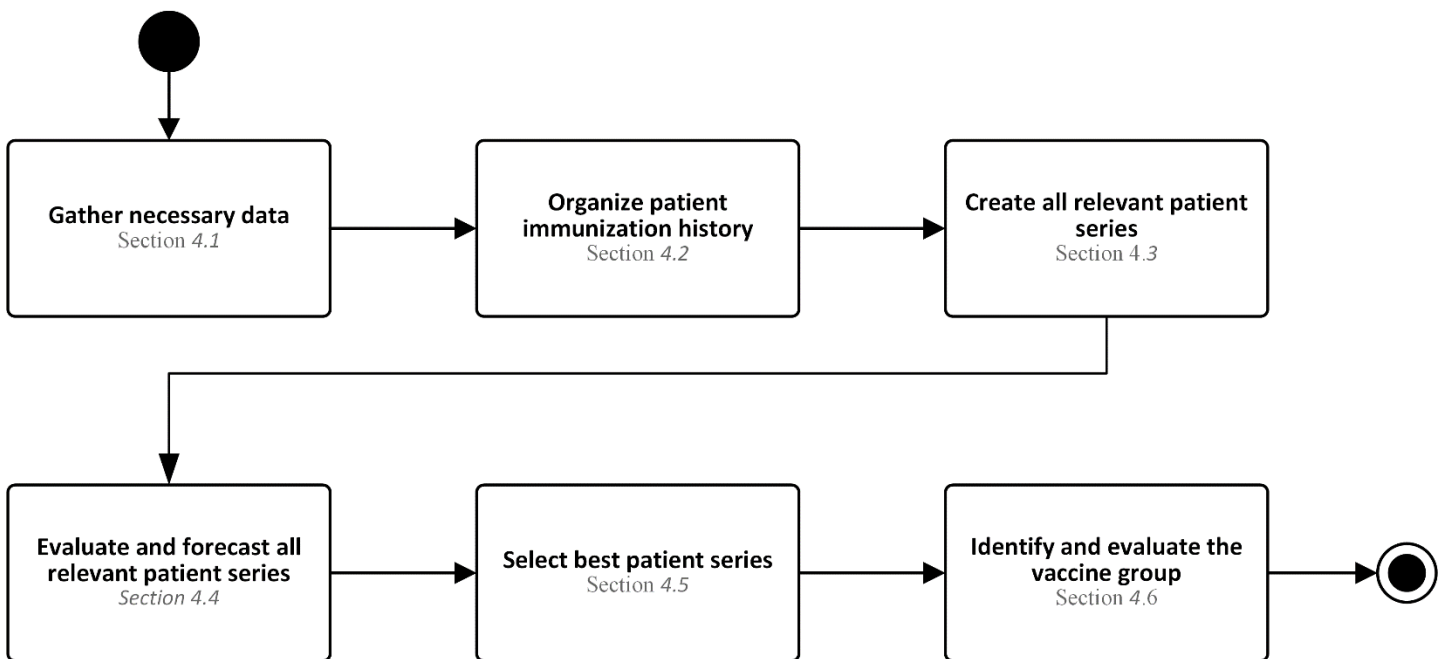 Gather necessary data
Section 4.1
Organize patient
immunization history
Section 4.2
Create all relevant patient
series
Section 4.3
Evaluate and forecast all
relevant patient series
Section 4.4
Select best patient series
Section 4.5
Identify and evaluate the
vaccine group
Section 4.6